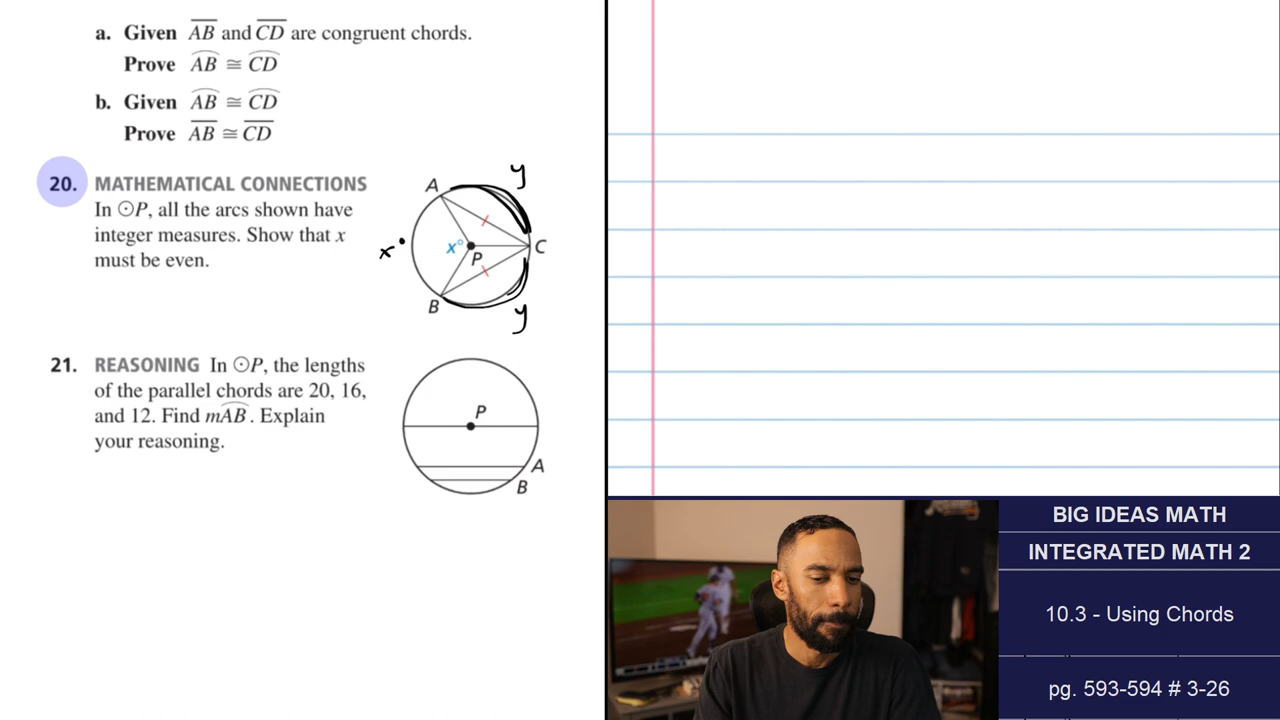 a. Given AB and CD are congruent chords.
Prove AB ≅ CD
b. Given AB ≅ CD
Prove AB ≅ CD
20. MATHEMATICAL CONNECTIONS
In ⊙P, all the arcs shown have
integer measures. Show that x
must be even.
A
y
x°
x°
P
C
B
y
21. REASONING In ⊙P, the lengths
of the parallel chords are 20, 16,
and 12. Find mAB. Explain
your reasoning.
P
A
B
BIG IDEAS MATH
INTEGRATED MATH 2
10.3 - Using Chords
pg. 593-594 # 3-26